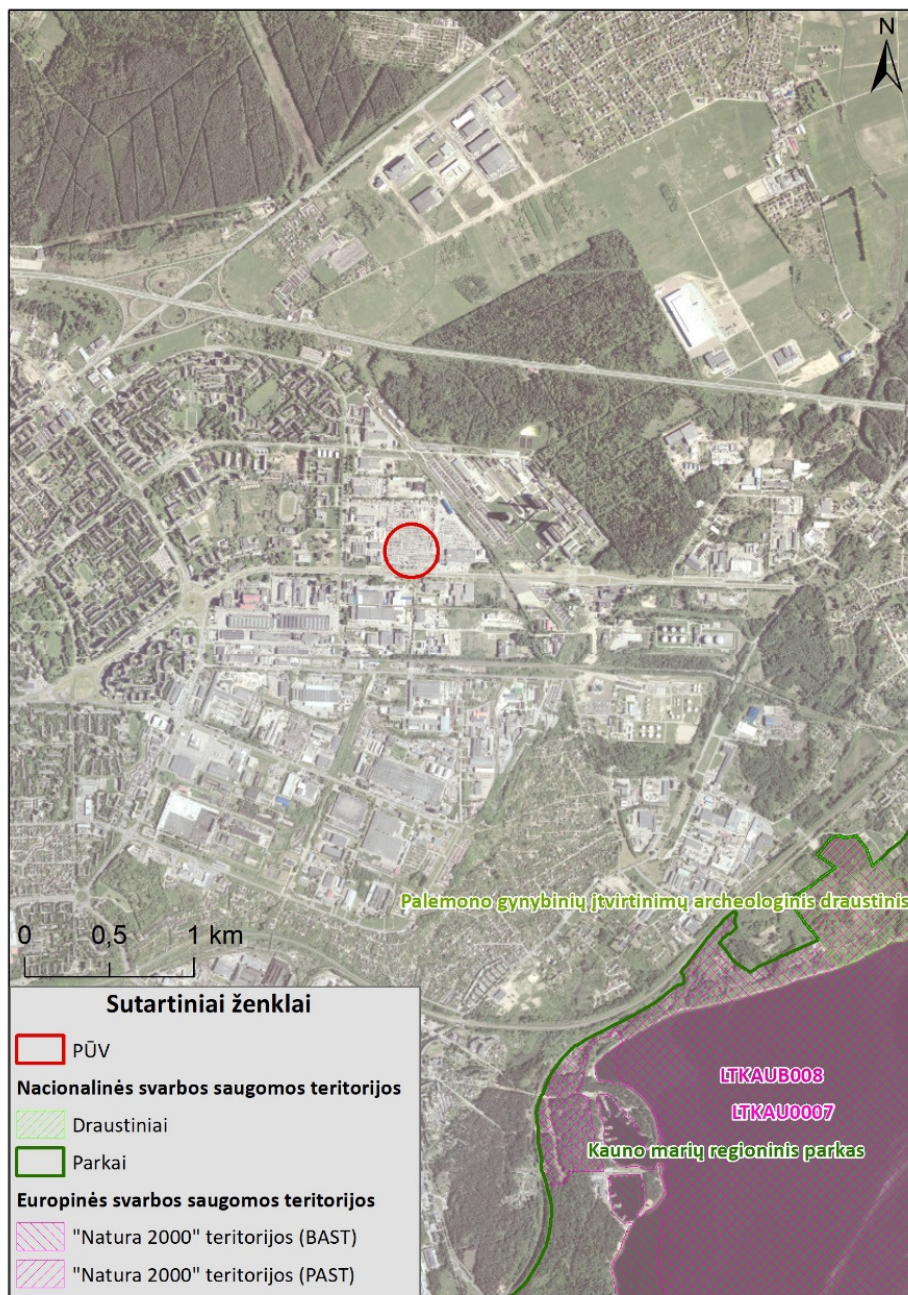 N
Palemono gynybinių įtvirtinimų archeologinis draustinis
0 0,5 1 km
LTKAUB008
LTKAU0007
Kauno marių regioninis parkas
Sutartiniai ženklai
PŪV
Nacionalinės svarbos saugomos teritorijos
Draustiniai
Parkai
Europinės svarbos saugomos teritorijos
"Natura 2000" teritorijos (BAST)
"Natura 2000" teritorijos (PAST)